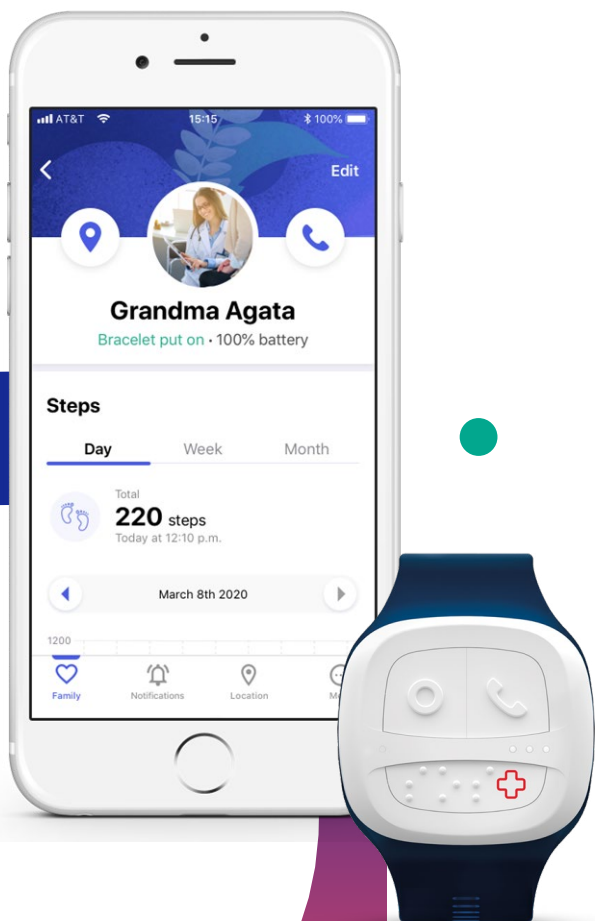 AT&T 15:15 100%
Edit
Grandma Agata
Bracelet put on • 100% battery
Steps
Day Week Month
Total
220 steps
Today at 12:10 p.m.
March 8th 2020
1200
Family Notifications Location